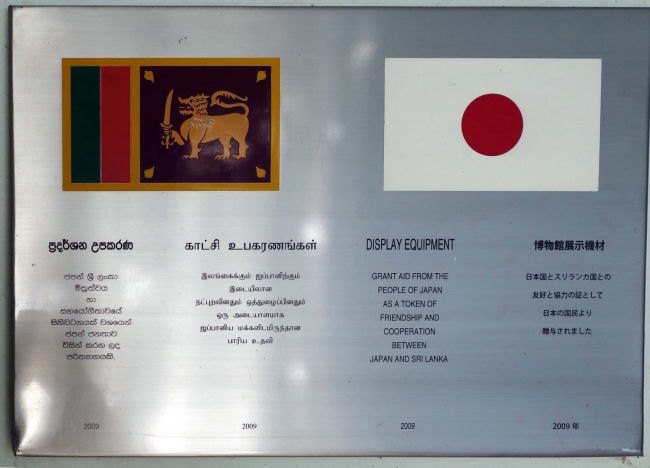 ප්‍රදර්ශන උපකරණ
ජපන් ශ්‍රී ලංකා
මිත්‍රත්වය
හා
සහයෝගීතාවයේ
සිහිවටනයක් වශයෙන්
ජපන් ජනතාව
විසින් කරන ලද
පරිත්‍යාගයකි.
2009
காட்சி உபகரணங்கள்
இலங்கைக்கும் ஜப்பானிற்கும்
இடையிலான
நட்புறவினதும் ஒத்துழைப்பினதும்
ஒரு அடையாளமாக
ஜப்பானிய மக்களிடமிருந்தான
பாரிய உதவி
2009
DISPLAY EQUIPMENT
GRANT AID FROM THE
PEOPLE OF JAPAN
AS A TOKEN OF
FRIENDSHIP AND
COOPERATION
BETWEEN
JAPAN AND SRI LANKA
2009
博物館展示機材
日本国とスリランカ国との
友好と協力の証として
日本の国民より
贈与されました
2009 年